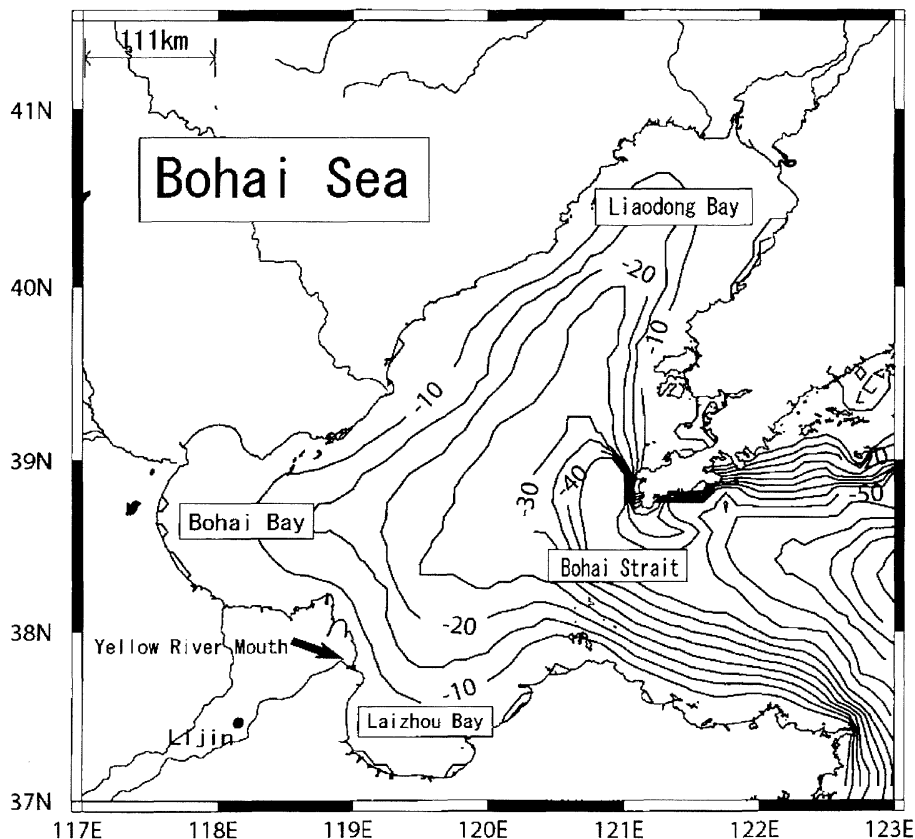 111km
41N
Bohai Sea
Liaodong Bay
-20
40N
-10
-10
39N
-20
-30
-40
-50
Bohai Bay
Bohai Strait
38N
-20
Yellow River Mouth
-10
Laizhou Bay
Lijin
37N
117E 118E 119E 120E 121E 122E 123E